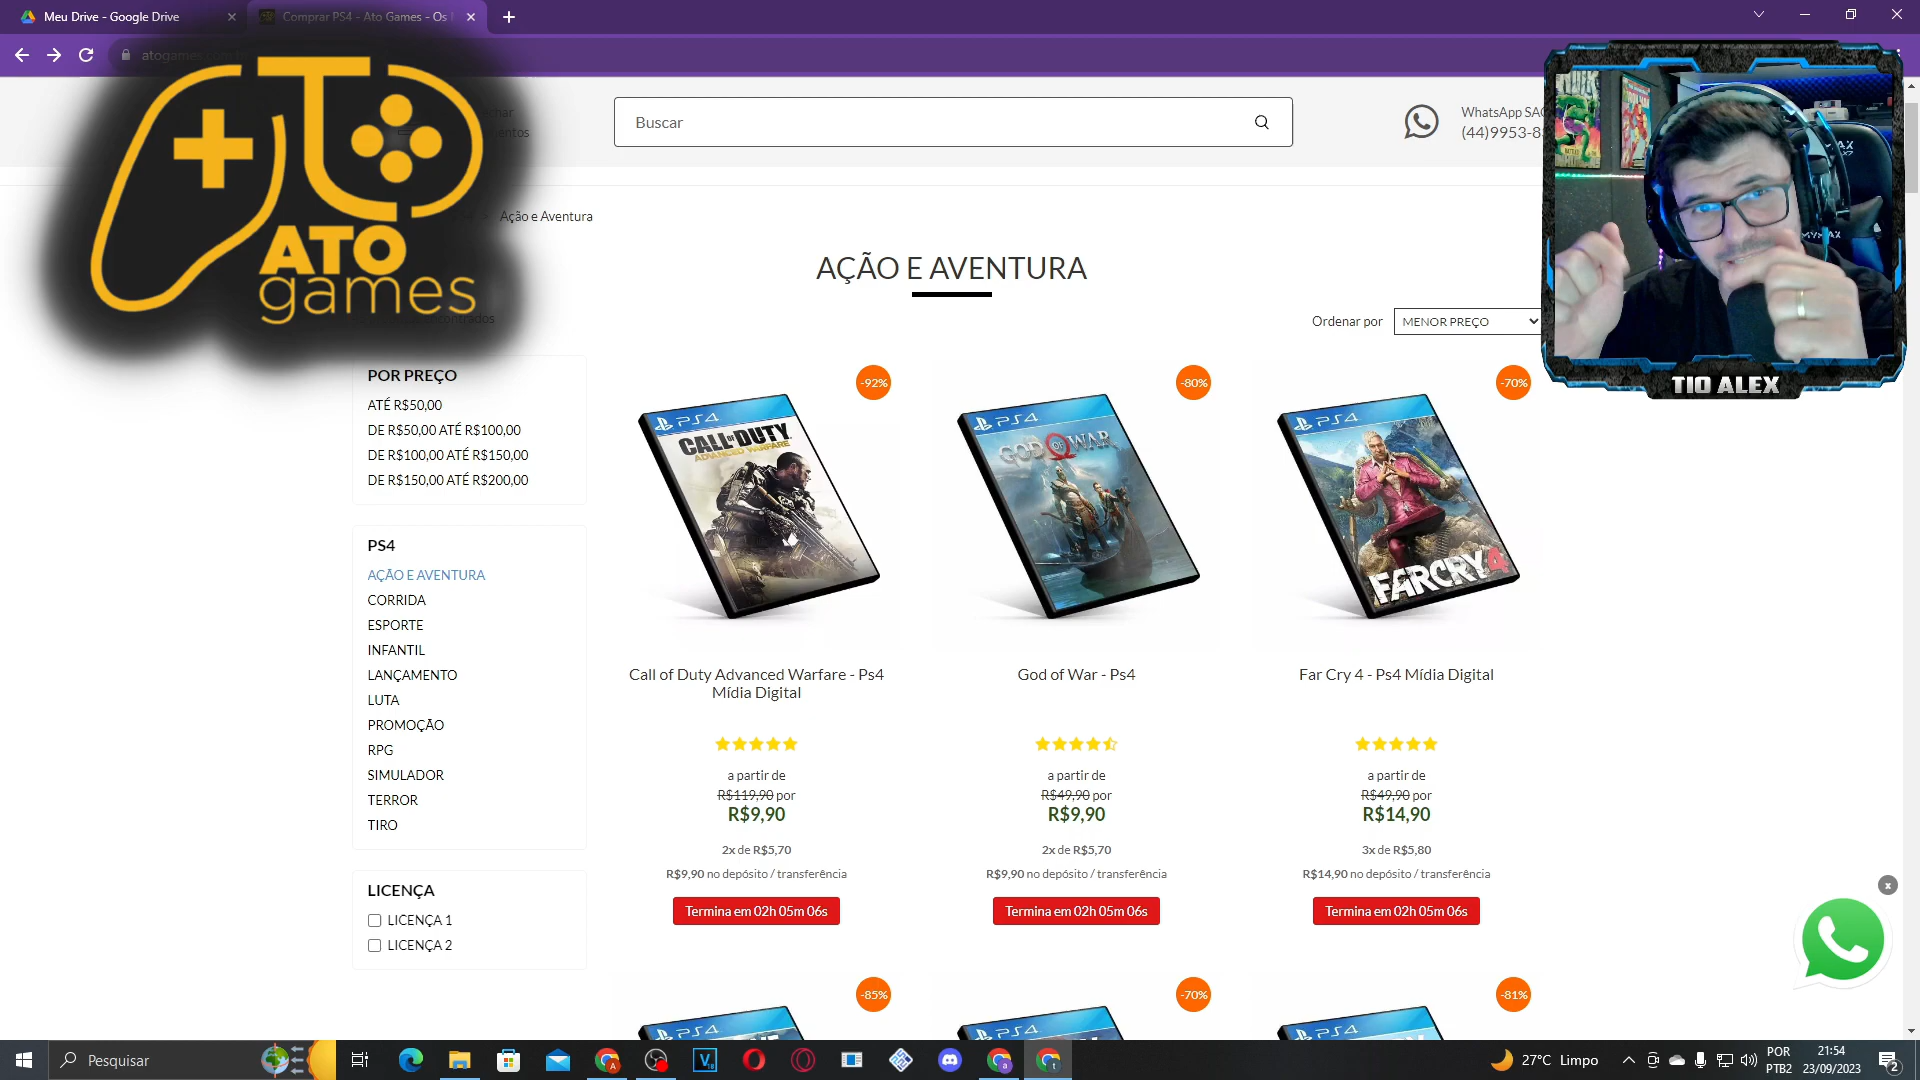 Meu Drive - Google Drive
Comprar PS4 - Ato Games - Os
atogames
Buscar
WhatsApp SAC
(44)9953-8
ATO
games
Ação e Aventura
AÇÃO E AVENTURA
Ordenar por
MENOR PREÇO
TIO ALEX
POR PREÇO
ATÉ R$50,00
DE R$50,00 ATÉ R$100,00
DE R$100,00 ATÉ R$150,00
DE R$150,00 ATÉ R$200,00
PS4
AÇÃO E AVENTURA
CORRIDA
ESPORTE
INFANTIL
LANÇAMENTO
LUTA
PROMOÇÃO
RPG
SIMULADOR
TERROR
TIRO
LICENÇA
LICENÇA 1
LICENÇA 2
-92%
-80%
-70%
PS4
CALL OF DUTY
ADVANCED WARFARE
PS4
GOD OF WAR
PS4
FARCRY 4
Call of Duty Advanced Warfare - Ps4
Mídia Digital
God of War - Ps4
Far Cry 4 - Ps4 Mídia Digital
a partir de
R$119,90 por
R$9,90
2x de R$5,70
R$9,90 no depósito / transferência
Termina em 02h 05m 06s
a partir de
R$49,90 por
R$9,90
2x de R$5,70
R$9,90 no depósito / transferência
Termina em 02h 05m 06s
a partir de
R$49,90 por
R$14,90
3x de R$5,80
R$14,90 no depósito / transferência
Termina em 02h 05m 06s
x
-85%
-70%
-81%
PS4
PS4
PS4
Pesquisar
27°C Limpo
POR
PTB2
21:54
23/09/2023
2